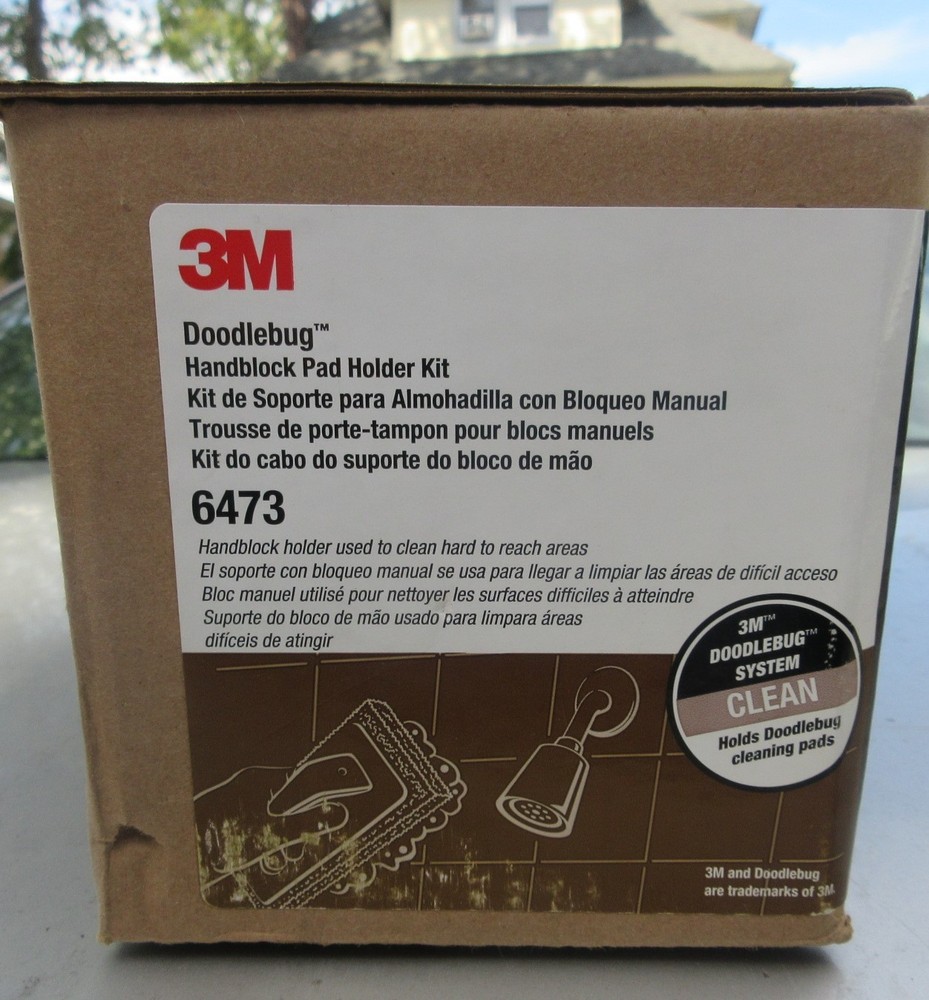 3M
Doodlebug™
Handblock Pad Holder Kit
Kit de Soporte para Almohadilla con Bloqueo Manual
Trousse de porte-tampon pour blocs manuels
Kit do cabo do suporte do bloco de mão
6473
Handblock holder used to clean hard to reach areas
El soporte con bloqueo manual se usa para llegar a limpiar las áreas de difícil acceso
Bloc manuel utilisé pour nettoyer les surfaces difficiles à atteindre
Suporte do bloco de mão usado para limpara áreas
difíceis de atingir
3M™
DOODLEBUG™
SYSTEM
CLEAN
Holds Doodlebug
cleaning pads
3M and Doodlebug
are trademarks of 3M.